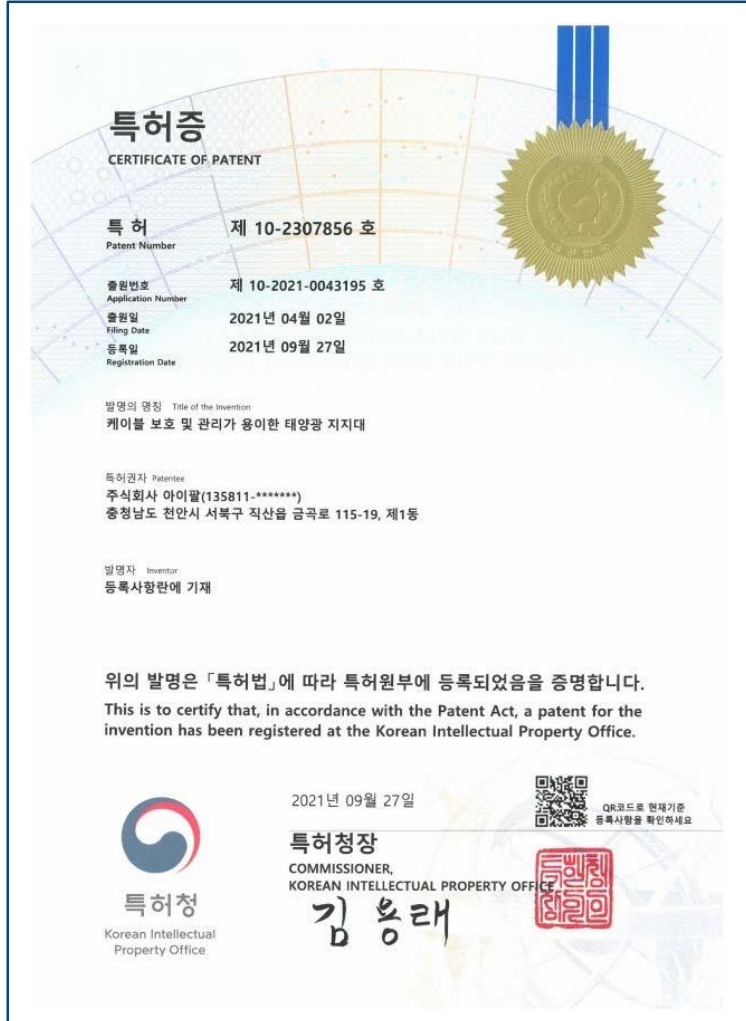 특허증
CERTIFICATE OF PATENT
특 허 제 10-2307856 호
Patent Number
출원번호 제 10-2021-0043195 호
Application Number
출원일 2021년 04월 02일
Filing Date
등록일 2021년 09월 27일
Registration Date
발명의 명칭 Title of the Invention
케이블 보호 및 관리가 용이한 태양광 지지대
특허권자 Patentee
주식회사 아이팔(135811-*******)
충청남도 천안시 서북구 직산읍 금곡로 115-19, 제1동
발명자 Inventor
등록사항란에 기재
위의 발명은 「특허법」에 따라 특허원부에 등록되었음을 증명합니다.
This is to certify that, in accordance with the Patent Act, a patent for the
invention has been registered at the Korean Intellectual Property Office.
2021년 09월 27일
QR코드로 현재기준
등록사항을 확인하세요
특허청장
COMMISSIONER,
KOREAN INTELLECTUAL PROPERTY OFFICE
김용래
특허청
Korean Intellectual
Property Office